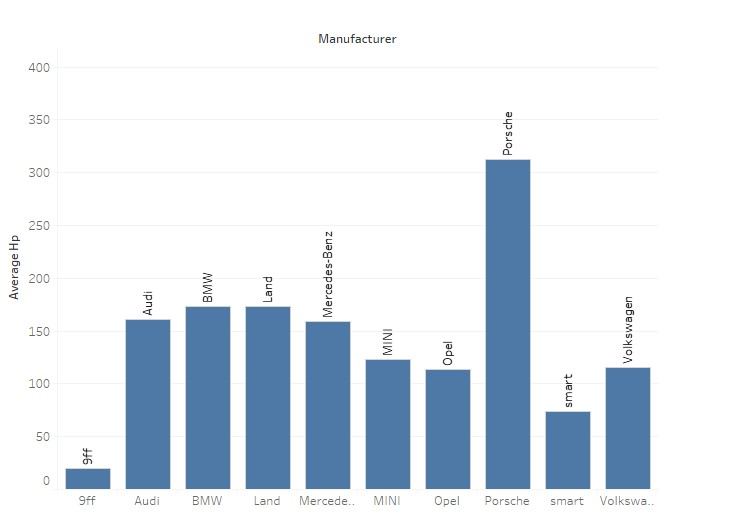 Manufacturer
400
350
300
250
200
150
100
50
0
Average Hp
9ff
Audi
BMW
Land
Mercedes-Benz
MINI
Opel
Porsche
smart
Volkswagen
9ff Audi BMW Land Mercede.. MINI Opel Porsche smart Volkswa..